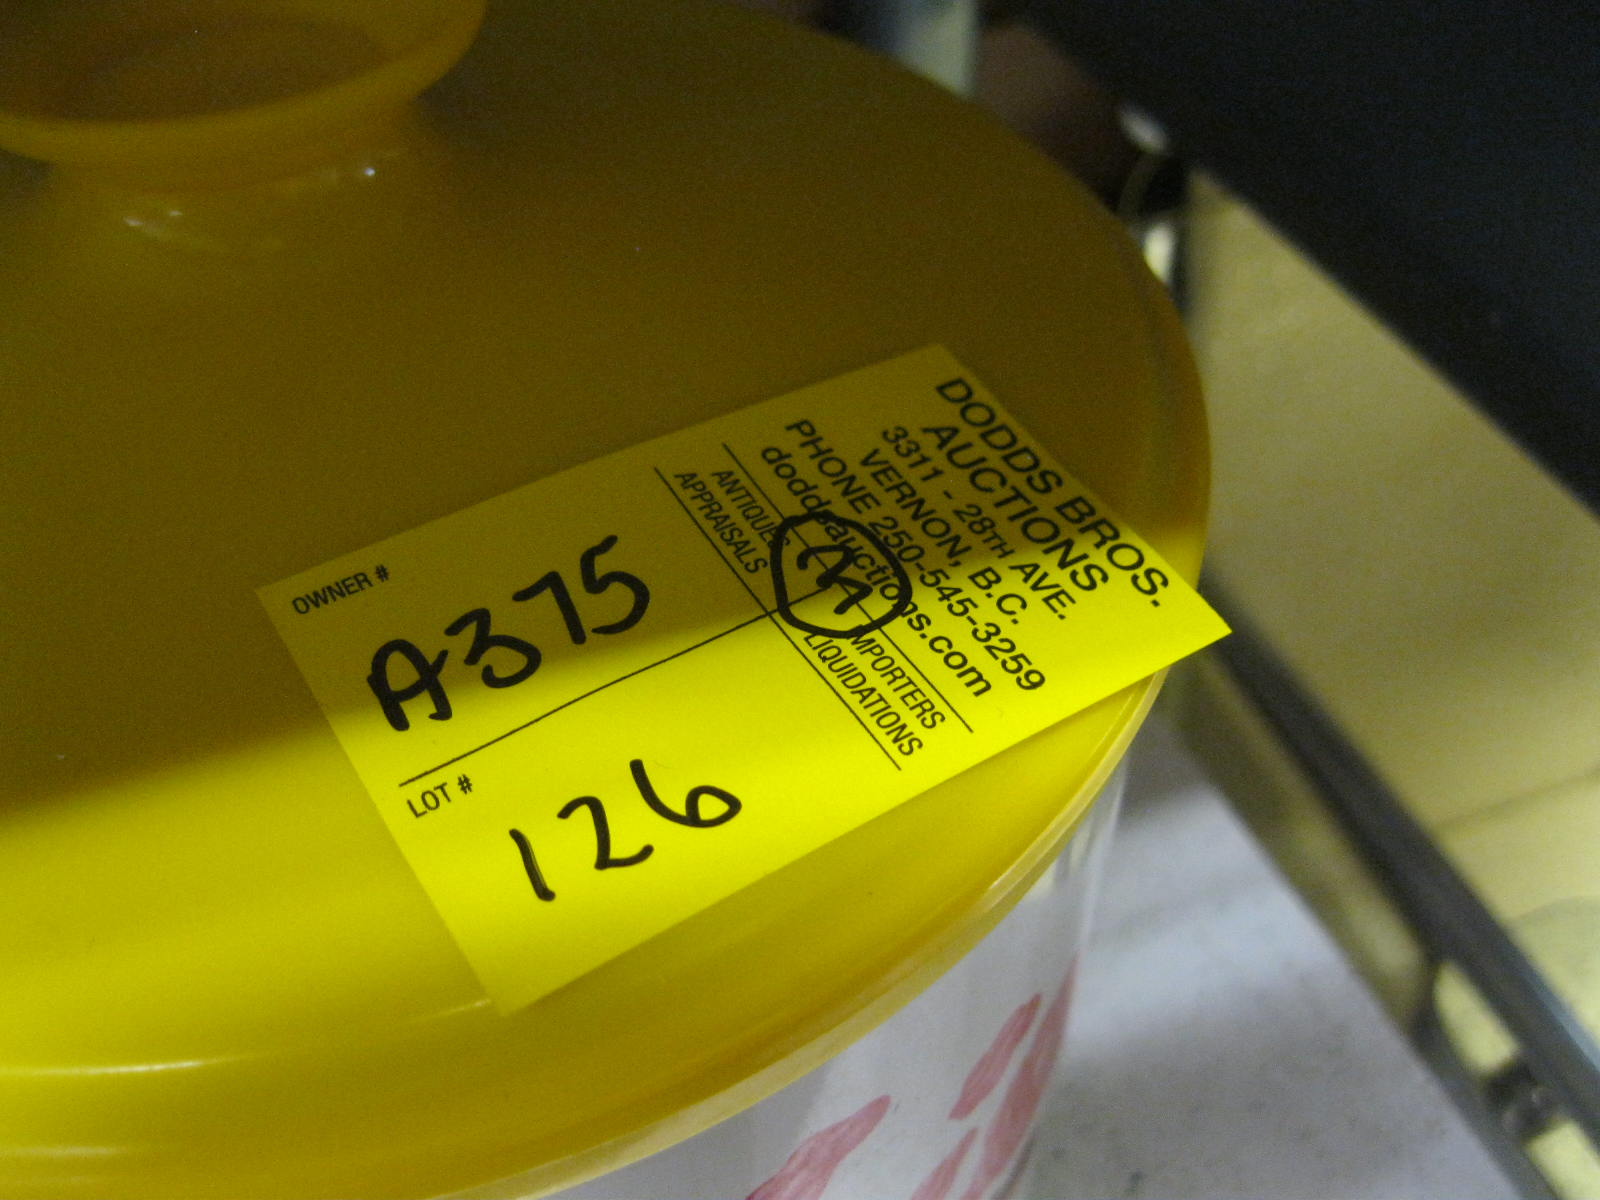 DODDS BROS.
AUCTIONS
3311 - 28TH AVE.
VERNON, B.C.
PHONE 250-545-3259
doddsauctions.com
ANTIQUES IMPORTERS
APPRAISALS LIQUIDATIONS
OWNER #
A375
LOT #
126